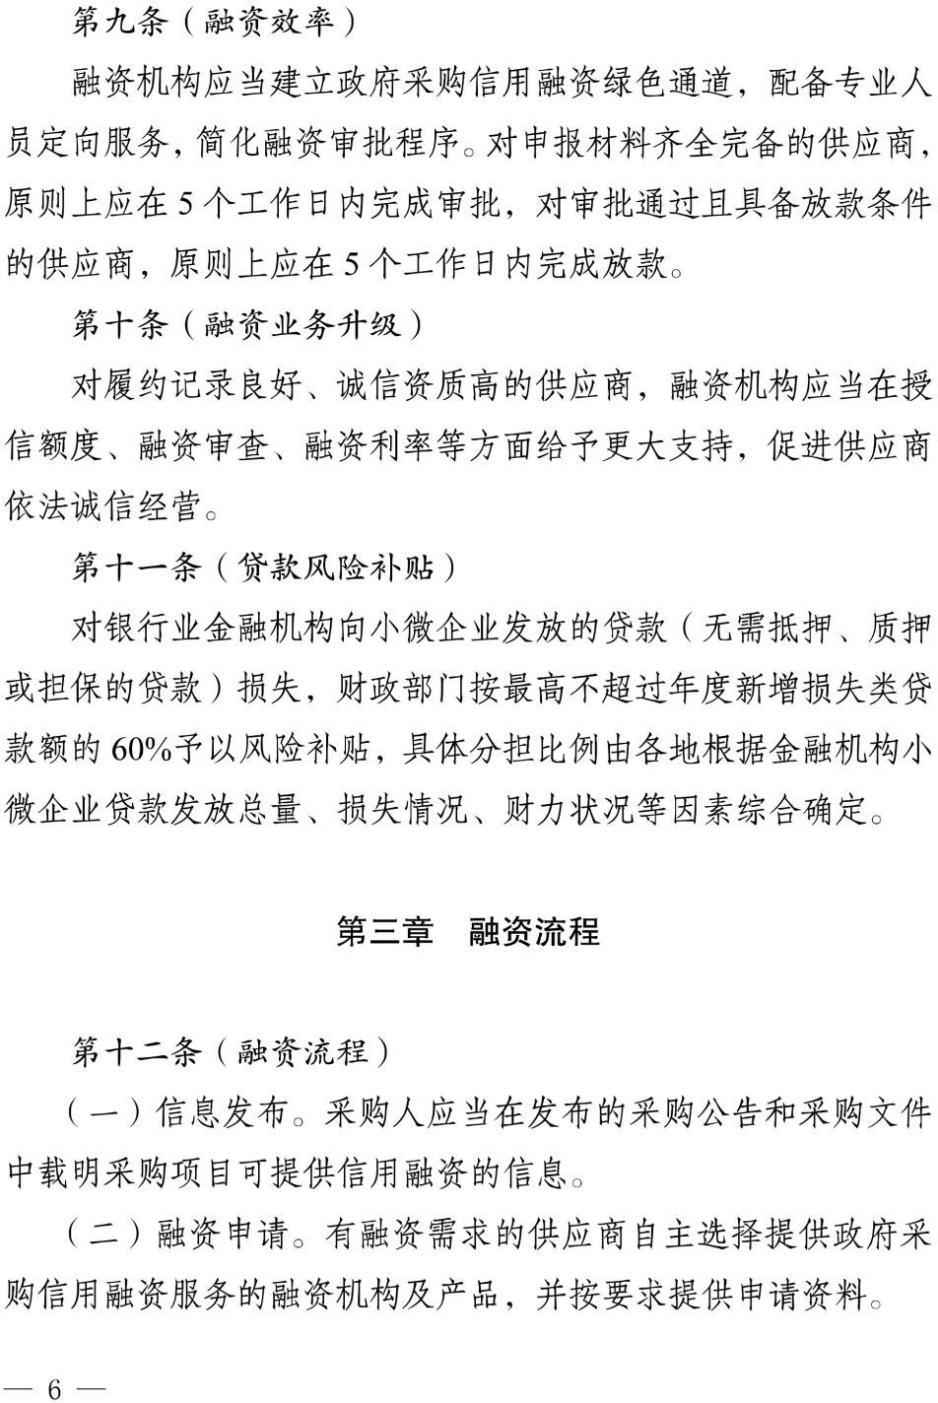 第九条（融资效率）
融资机构应当建立政府采购信用融资绿色通道，配备专业人
员定向服务，简化融资审批程序。对申报材料齐全完备的供应商，
原则上应在 5 个工作日内完成审批，对审批通过且具备放款条件
的供应商，原则上应在 5 个工作日内完成放款。
第十条（融资业务升级）
对履约记录良好、诚信资质高的供应商，融资机构应当在授
信额度、融资审查、融资利率等方面给予更大支持，促进供应商
依法诚信经营。
第十一条（贷款风险补贴）
对银行业金融机构向小微企业发放的贷款（无需抵押、质押
或担保的贷款）损失，财政部门按最高不超过年度新增损失类贷
款额的 60%予以风险补贴，具体分担比例由各地根据金融机构小
微企业贷款发放总量、损失情况、财力状况等因素综合确定。
第三章　融资流程
第十二条（融资流程）
（一）信息发布。采购人应当在发布的采购公告和采购文件
中载明采购项目可提供信用融资的信息。
（二）融资申请。有融资需求的供应商自主选择提供政府采
购信用融资服务的融资机构及产品，并按要求提供申请资料。
— 6 —